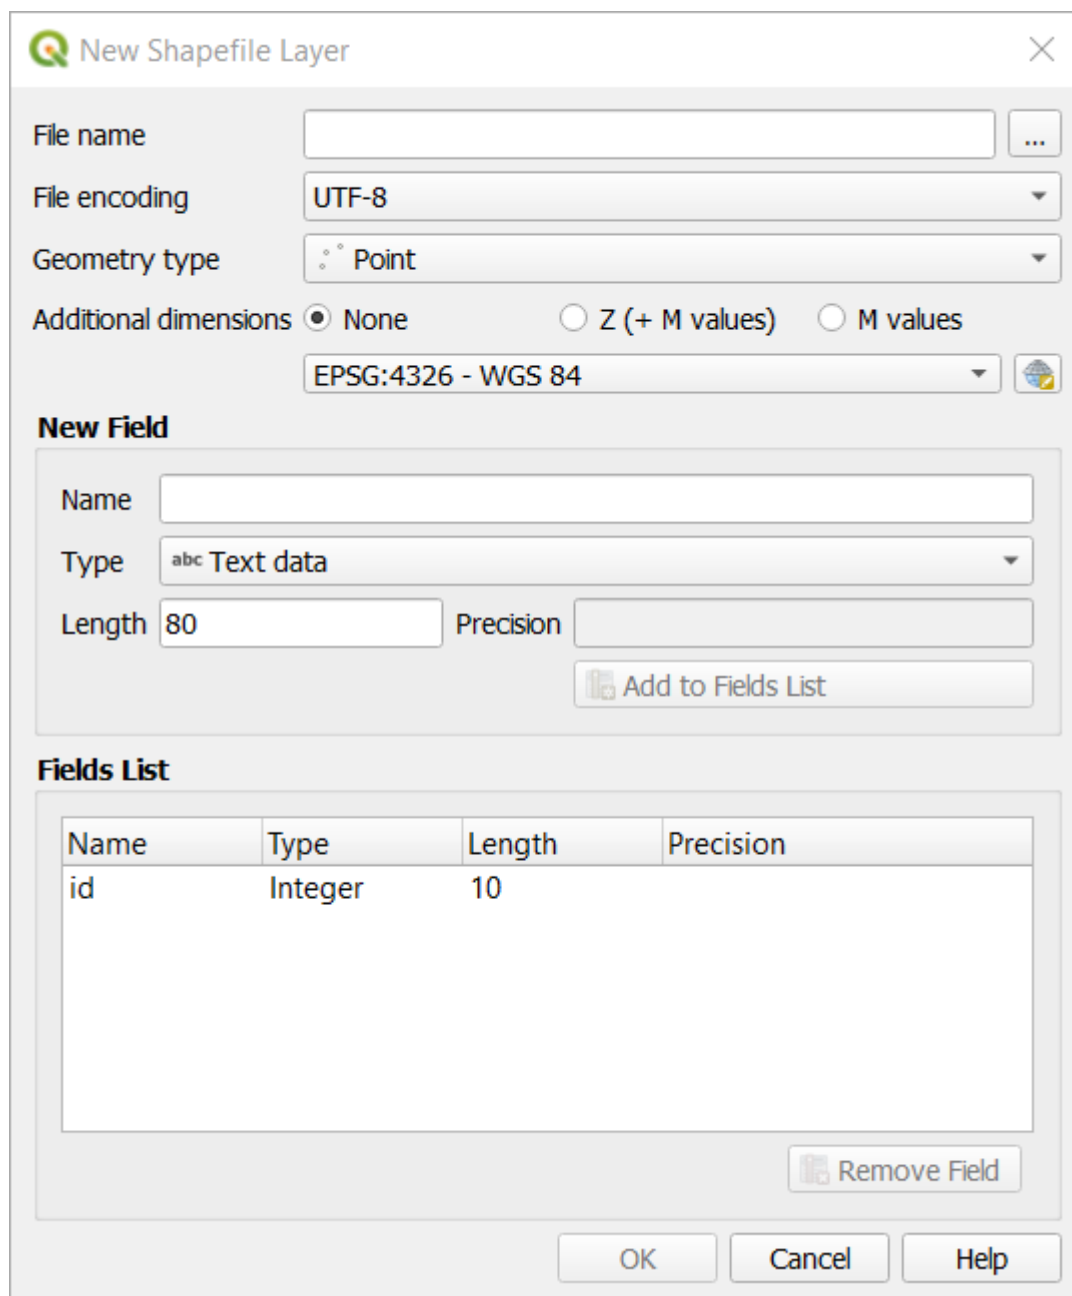 New Shapefile Layer
File name ...
File encoding UTF-8
Geometry type Point
Additional dimensions None Z (+ M values) M values
EPSG:4326 - WGS 84
New Field
Name
Type abc Text data
Length 80 Precision
Add to Fields List
Fields List
Name Type Length Precision
id Integer 10
Remove Field
OK Cancel Help